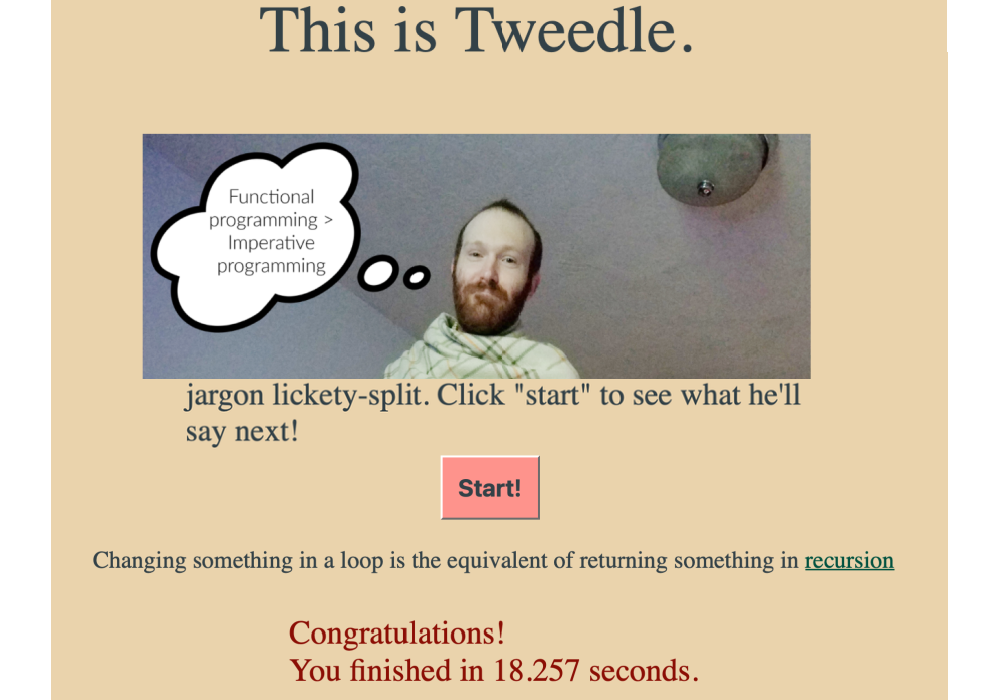 This is Tweedle.
Functional
programming >
Imperative
programming
jargon lickety-split. Click "start" to see what he'll
say next!
Start!
Changing something in a loop is the equivalent of returning something in recursion
Congratulations!
You finished in 18.257 seconds.